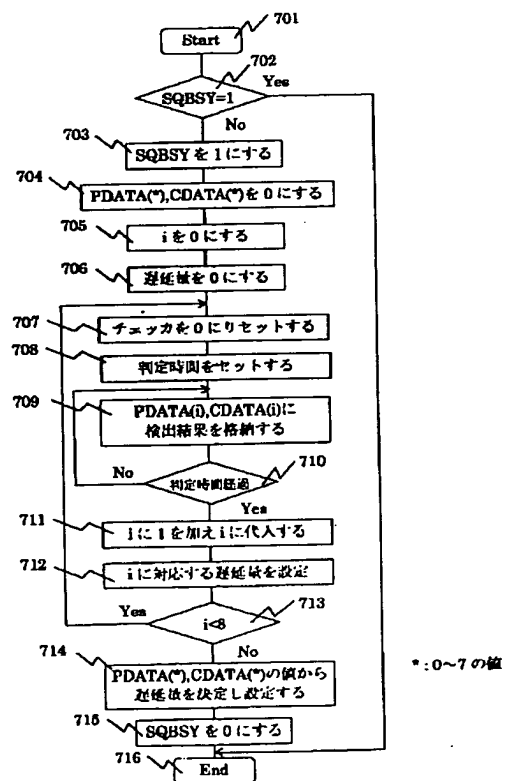 701
Start
702
SQBSY=1
Yes
No
703
SQBSYを1にする
704
PDATA(*),CDATA(*)を0にする
705
iを0にする
706
遅延量を0にする
707
チェッカを0にリセットする
708
判定時間をセットする
709
PDATA(i),CDATA(i)に
検出結果を格納する
710
No
判定時間経過
Yes
711
iに1を加えiに代入する
712
iに対応する遅延量を設定
713
Yes
i<8
No
714
PDATA(*),CDATA(*)の値から
遅延量を決定し設定する
*:0~7の値
715
SQBSYを0にする
716
End